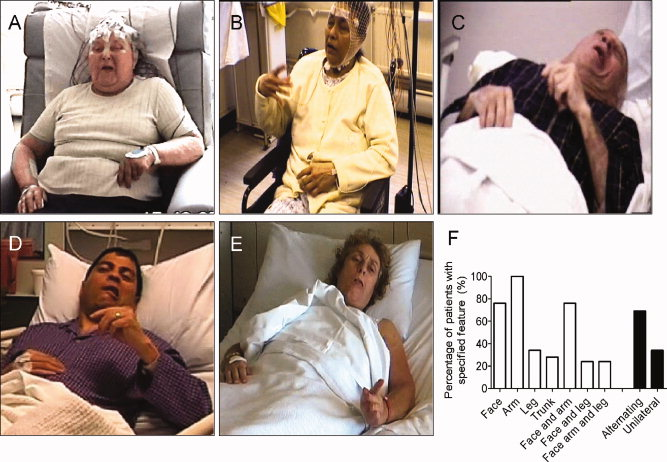 A
B
C
D
E
F
Percentage of patients with
specified feature (%)
100
80
60
40
20
0
Face
Arm
Leg
Trunk
Face and arm
Face and leg
Face arm and leg
Alternating
Unilateral